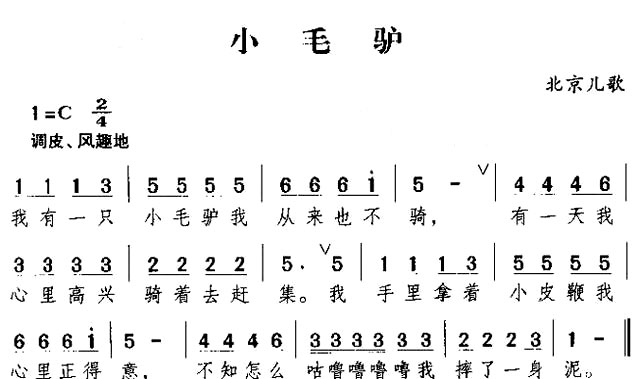 小毛驴
北京儿歌
1=C 2/4
调皮、风趣地
1 1 1 3 | 5 5 5 5 | 6 6 6 i | 5 - ∨ | 4 4 4 6 |
我有一只 小毛驴我 从来也不 骑, 有一天我
3 3 3 3 | 2 2 2 2 | 5. ∨ 5 | 1 1 1 3 | 5 5 5 5 |
心里高兴 骑着去赶 集。我 手里拿着 小皮鞭我
6 6 6 i | 5 - | 4 4 4 6 | 3 3 3 3 3 3 3 | 2 2 2 3 | 1 - ‖
心里正得 意, 不知怎么 咕噜噜噜噜我 摔了一身 泥。